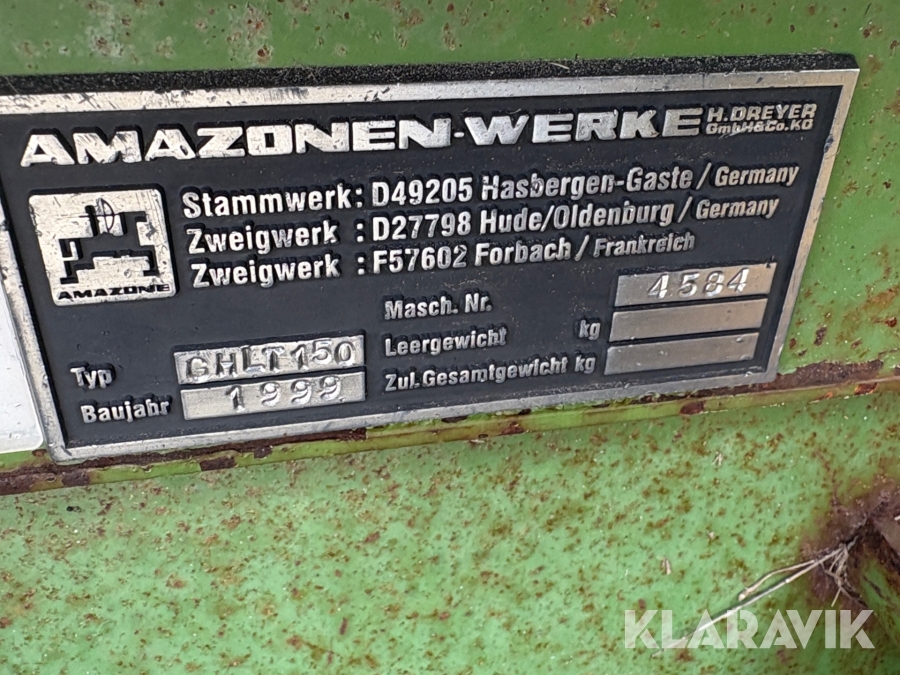 AMAZONEN-WERKE H. DREYER GmbH & Co. KG
AMAZONE
Stammwerk: D49205 Hasbergen-Gaste / Germany
Zweigwerk : D27798 Hude/Oldenburg / Germany
Zweigwerk : F57602 Forbach / Frankreich
Masch. Nr. 4584
Leergewicht kg
Zul. Gesamtgewicht kg
Typ GHLT150
Baujahr 1999
KLARAVIK